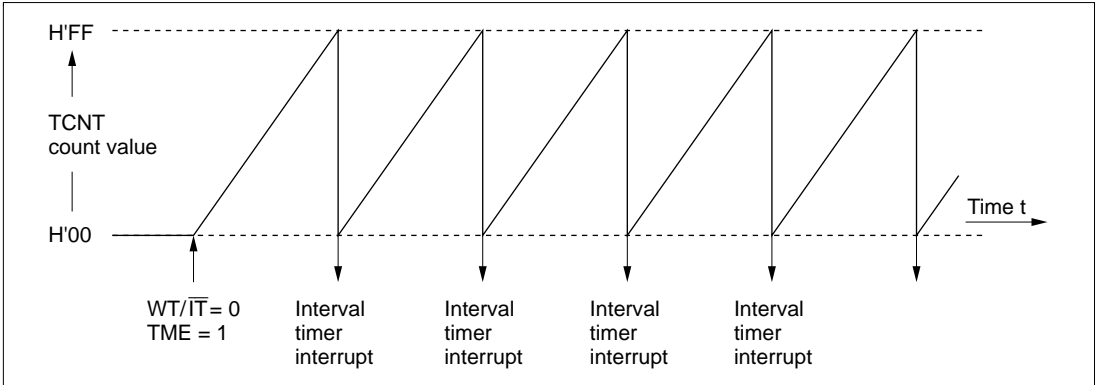 H'FF
TCNT
count value
Time t
H'00
WT/I̅T̅ = 0
TME = 1
Interval
timer
interrupt
Interval
timer
interrupt
Interval
timer
interrupt
Interval
timer
interrupt